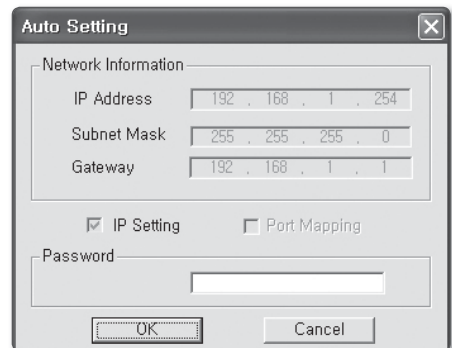 Auto Setting
Network Information
IP Address 192 . 168 . 1 . 254
Subnet Mask 255 . 255 . 255 . 0
Gateway 192 . 168 . 1 . 1
IP Setting Port Mapping
Password
OK Cancel